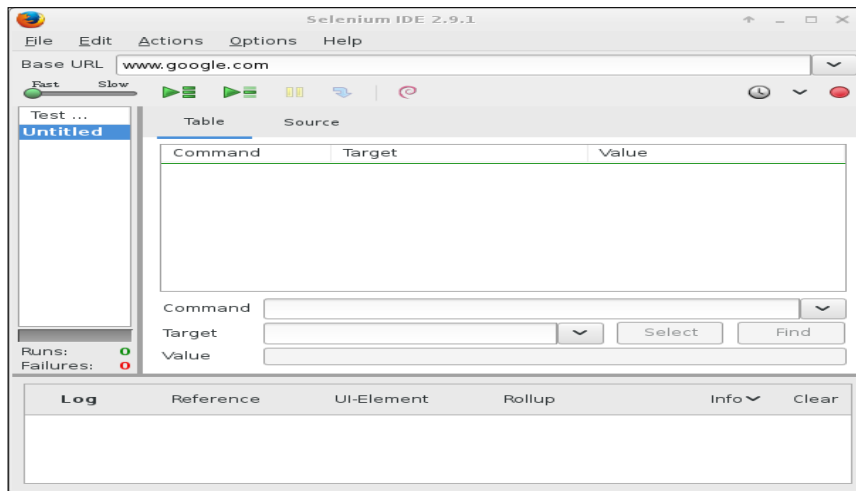 Selenium IDE 2.9.1
File Edit Actions Options Help
Base URL www.google.com
Fast Slow
Test ...
Untitled
Table Source
Command Target Value
Command
Target Select Find
Value
Runs: 0
Failures: 0
Log Reference UI-Element Rollup Info Clear